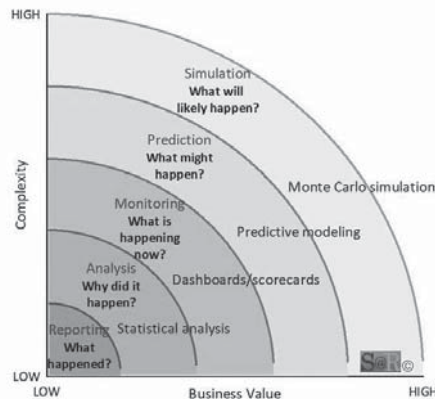 HIGH
Simulation
What will
likely happen?
Prediction
What might
happen?
Monte Carlo simulation
Monitoring
What is
happening
now?
Predictive modeling
Complexity
Analysis
Why did it
happen?
Dashboards/scorecards
Reporting
What
happened?
Statistical analysis
LOW
LOW
Business Value
HIGH
©